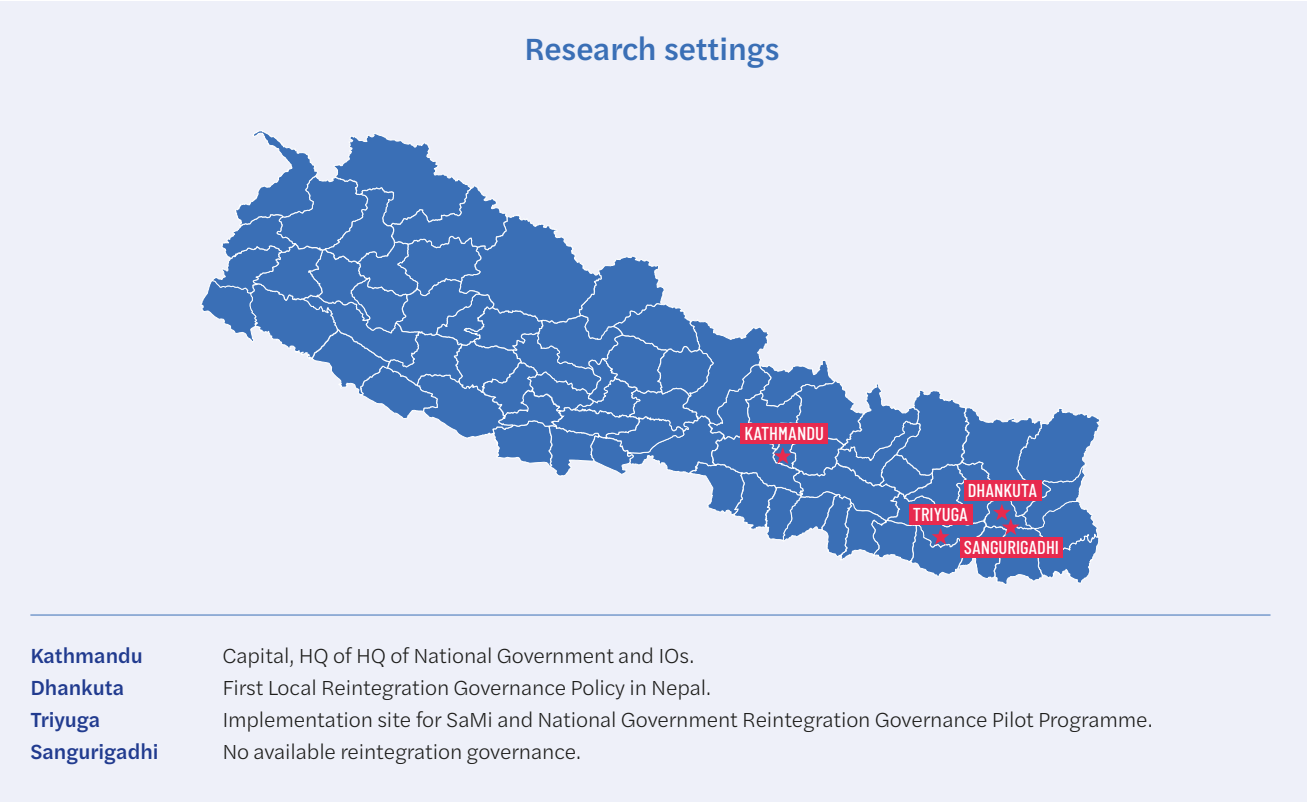 Research settings
KATHMANDU
DHANKUTA
TRIYUGA
SANGURIGADHI
Kathmandu Capital, HQ of HQ of National Government and IOs.
Dhankuta First Local Reintegration Governance Policy in Nepal.
Triyuga Implementation site for SaMi and National Government Reintegration Governance Pilot Programme.
Sangurigadhi No available reintegration governance.